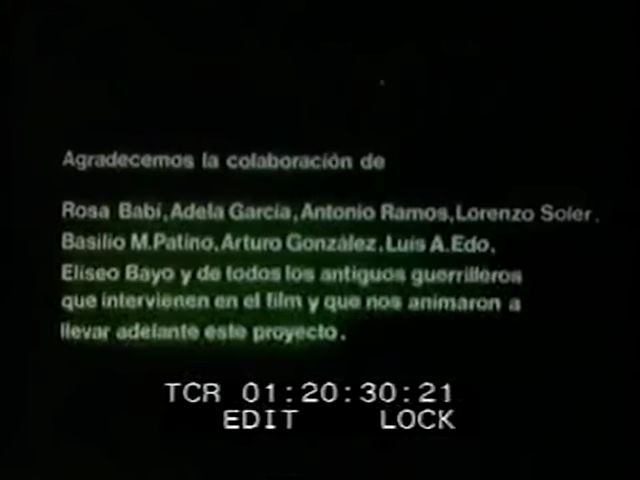 Agradecemos la colaboración de
Rosa Babí, Adela García, Antonio Ramos, Lorenzo Soler,
Basilio M.Patino, Arturo González, Luis A.Edo,
Eliseo Bayo y de todos los antiguos guerrilleros
que intervienen en el film y que nos animaron a
llevar adelante este proyecto.
TCR 01:20:30:21
EDIT LOCK